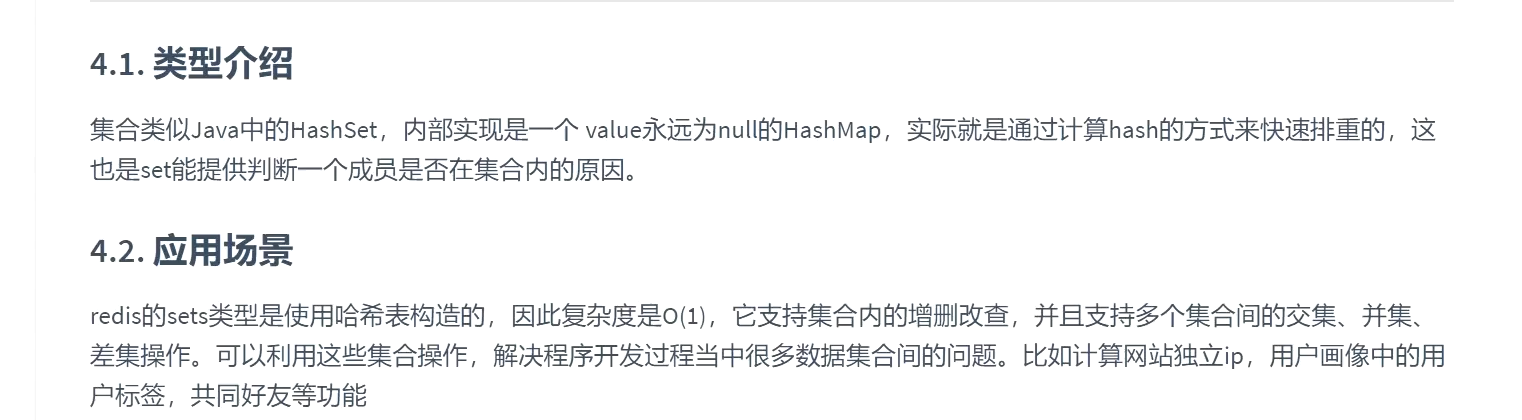 4.1. 类型介绍
集合类似Java中的HashSet，内部实现是一个 value永远为null的HashMap，实际就是通过计算hash的方式来快速排重的，这
也是set能提供判断一个成员是否在集合内的原因。
4.2. 应用场景
redis的sets类型是使用哈希表构造的，因此复杂度是O(1)，它支持集合内的增删改查，并且支持多个集合间的交集、并集、
差集操作。可以利用这些集合操作，解决程序开发过程当中很多数据集合间的问题。比如计算网站独立ip，用户画像中的用
户标签，共同好友等功能